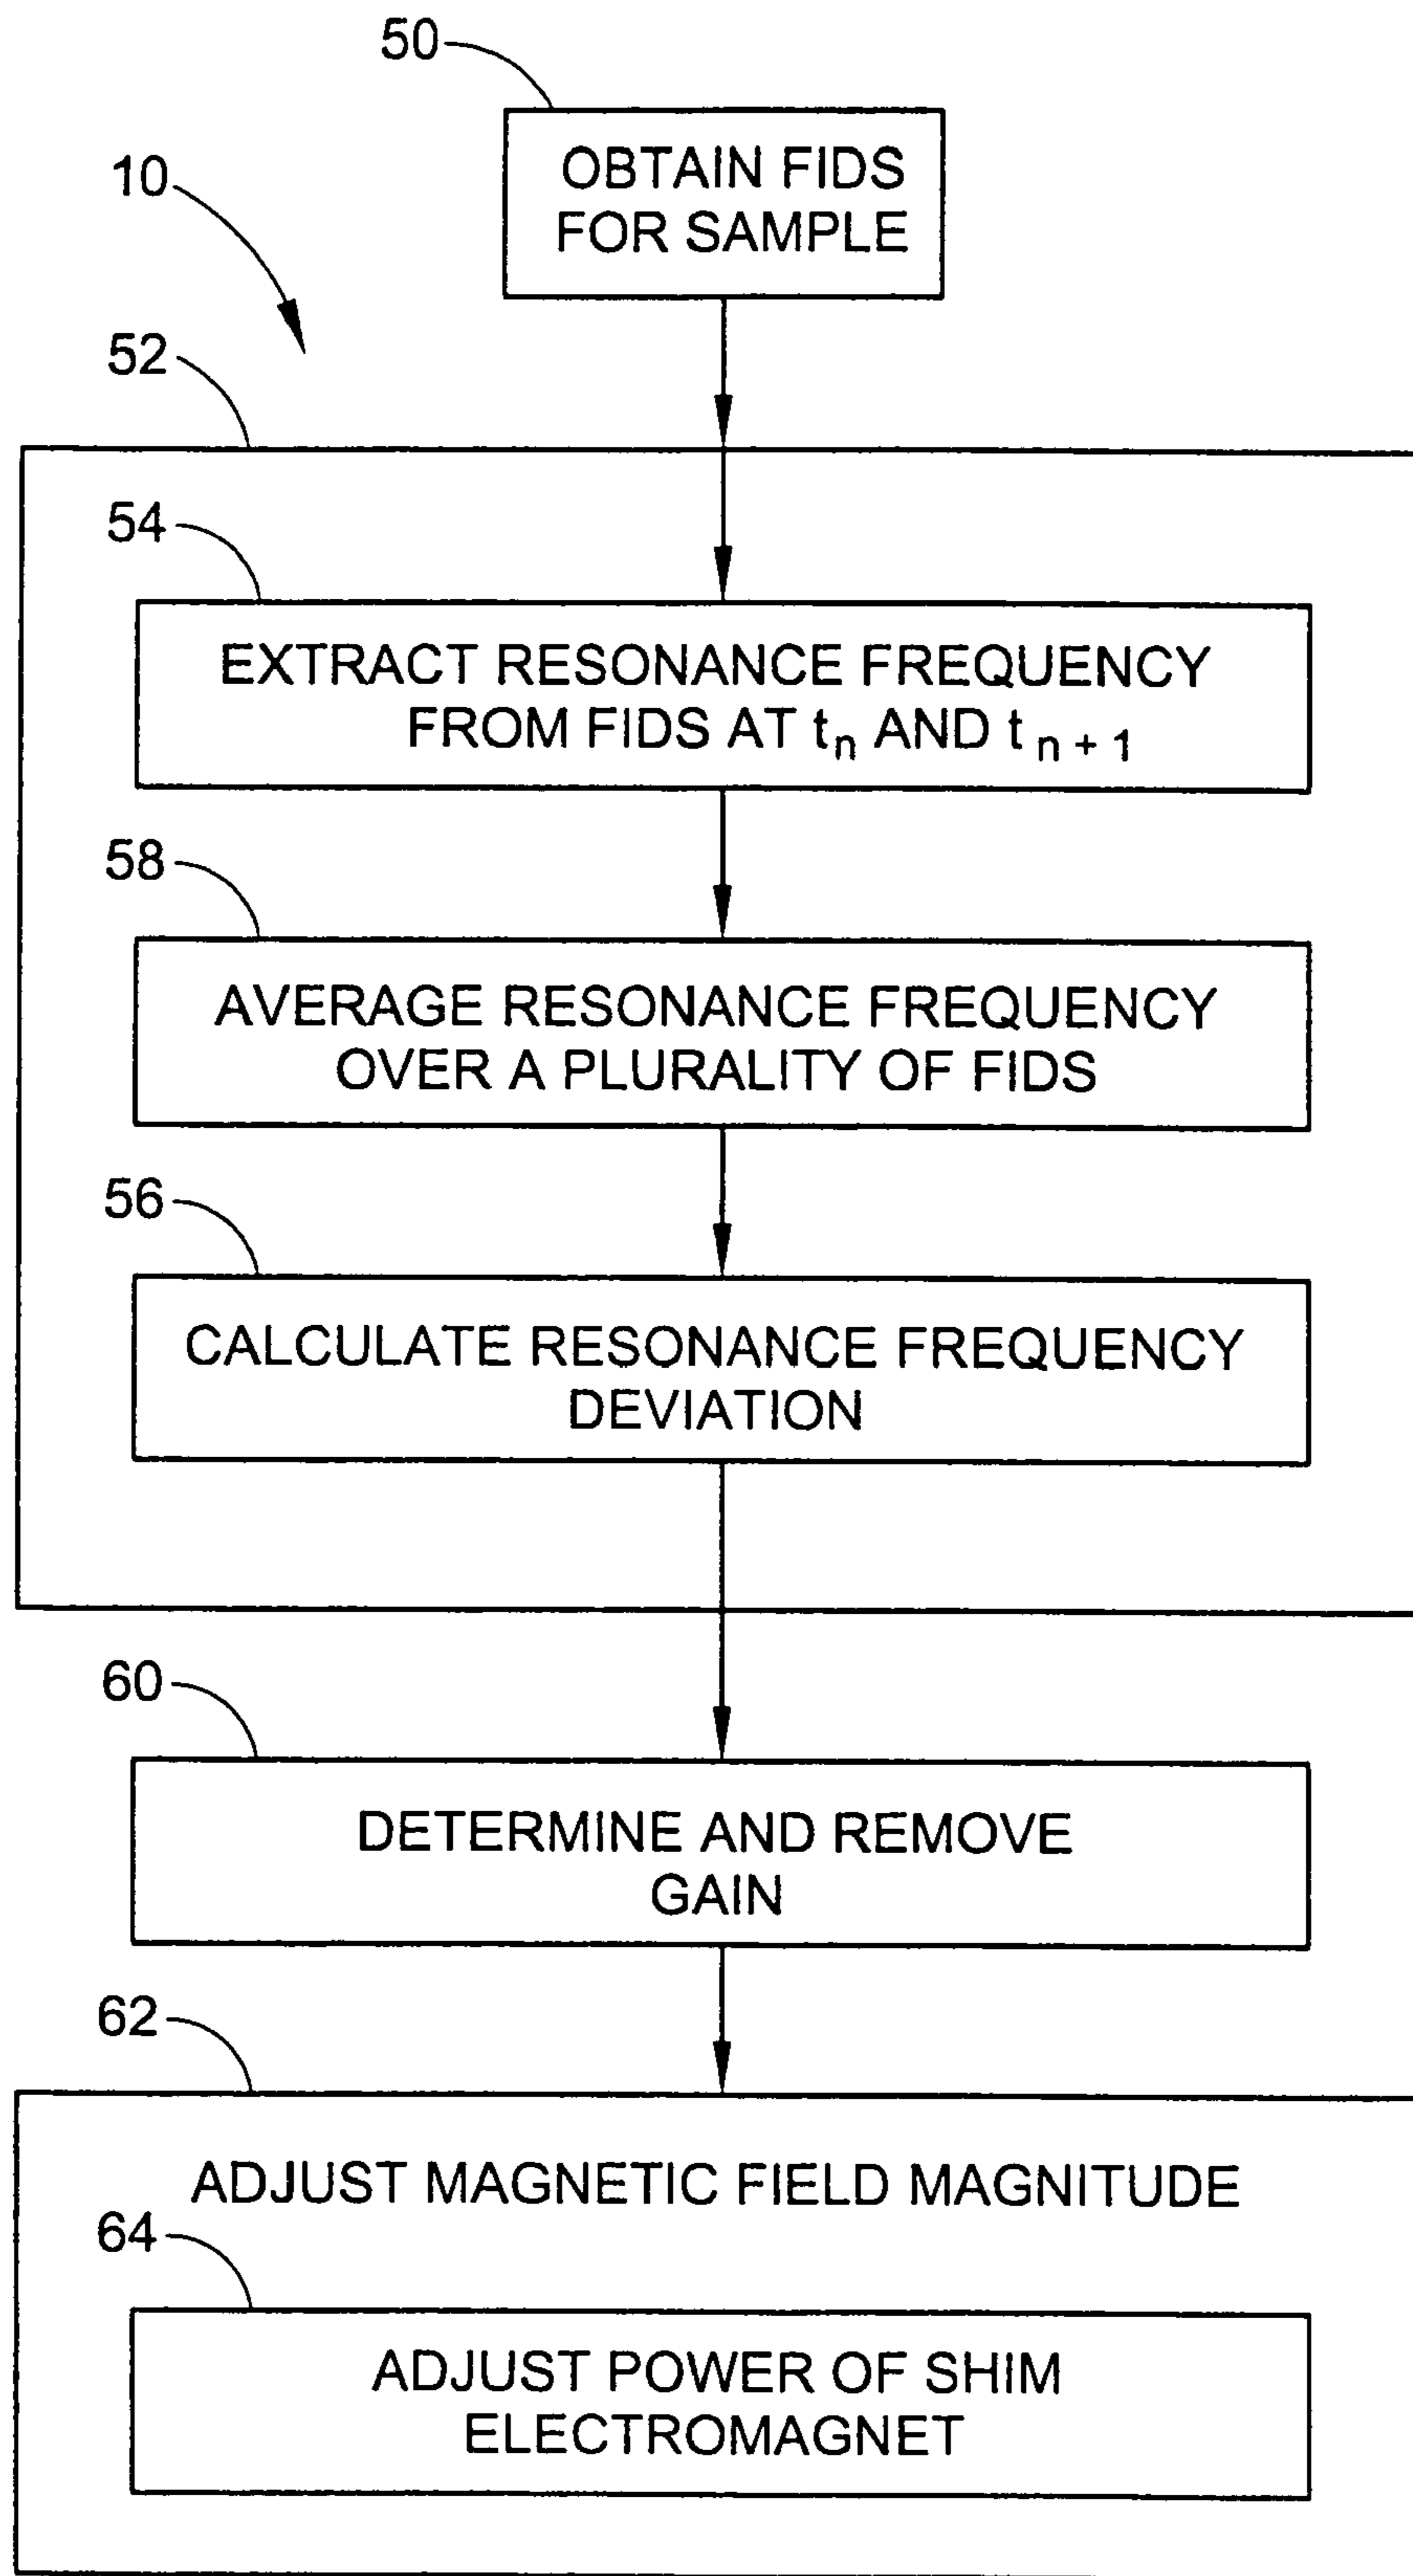 50
OBTAIN FIDS
FOR SAMPLE
10
52
54
EXTRACT RESONANCE FREQUENCY
FROM FIDS AT tn AND t n + 1
58
AVERAGE RESONANCE FREQUENCY
OVER A PLURALITY OF FIDS
56
CALCULATE RESONANCE FREQUENCY
DEVIATION
60
DETERMINE AND REMOVE
GAIN
62
ADJUST MAGNETIC FIELD MAGNITUDE
64
ADJUST POWER OF SHIM
ELECTROMAGNET